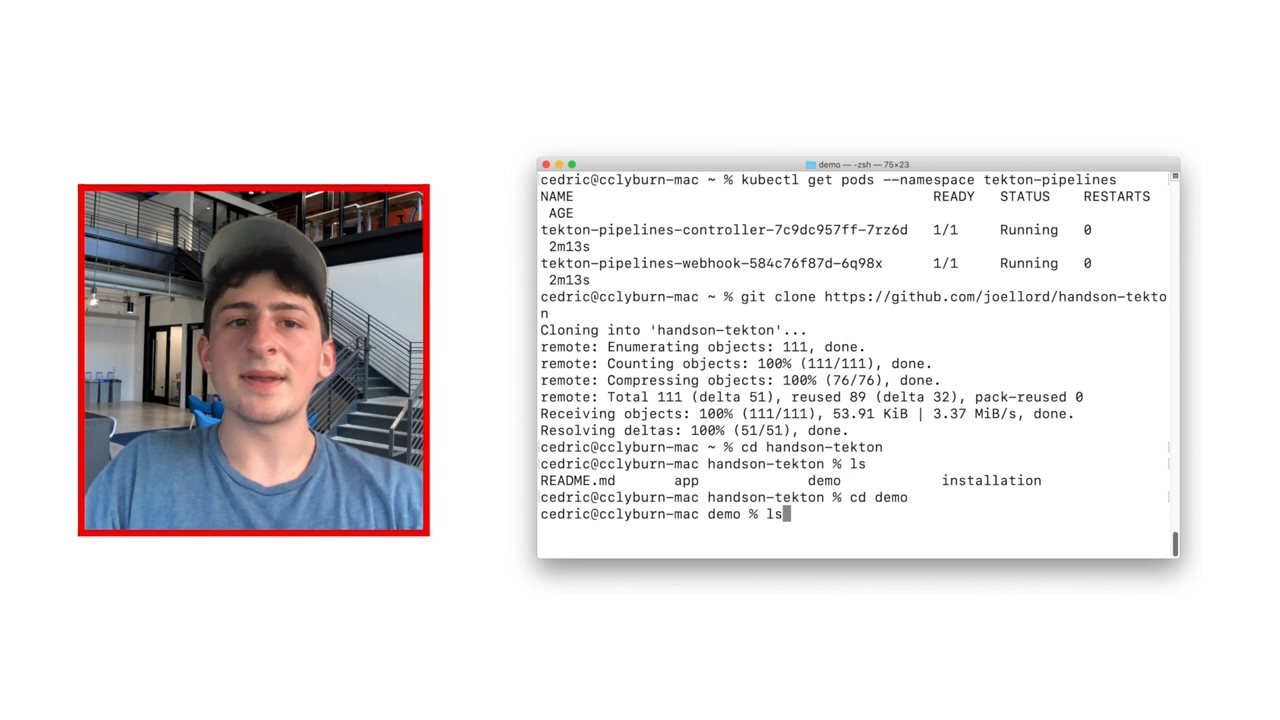 demo — -zsh — 75×23
cedric@cclyburn-mac ~ % kubectl get pods --namespace tekton-pipelines
NAME READY STATUS RESTARTS
AGE
tekton-pipelines-controller-7c9dc957ff-7rz6d 1/1 Running 0
2m13s
tekton-pipelines-webhook-584c76f87d-6q98x 1/1 Running 0
2m13s
cedric@cclyburn-mac ~ % git clone https://github.com/joellord/handson-tekto
n
Cloning into 'handson-tekton'...
remote: Enumerating objects: 111, done.
remote: Counting objects: 100% (111/111), done.
remote: Compressing objects: 100% (76/76), done.
remote: Total 111 (delta 51), reused 89 (delta 32), pack-reused 0
Receiving objects: 100% (111/111), 53.91 KiB | 3.37 MiB/s, done.
Resolving deltas: 100% (51/51), done.
cedric@cclyburn-mac ~ % cd handson-tekton
cedric@cclyburn-mac handson-tekton % ls
README.md app demo installation
cedric@cclyburn-mac handson-tekton % cd demo
cedric@cclyburn-mac demo % ls